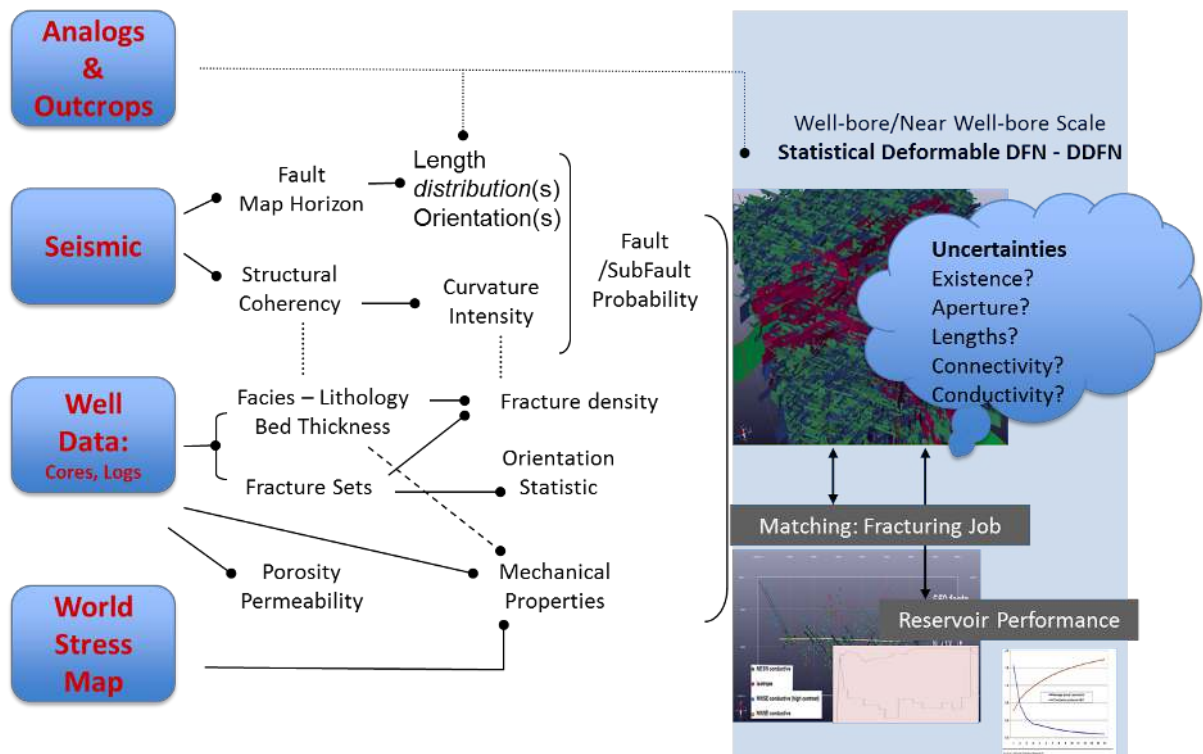 Analogs
&
Outcrops
Seismic
Well
Data:
Cores, Logs
World
Stress
Map
Fault
Map Horizon
Length
distribution(s)
Orientation(s)
Structural
Coherency
Curvature
Intensity
Fault
/SubFault
Probability
Facies – Lithology
Bed Thickness
Fracture density
Fracture Sets
Orientation
Statistic
Porosity
Permeability
Mechanical
Properties
Well-bore/Near Well-bore Scale
Statistical Deformable DFN - DDFN
Uncertainties
Existence?
Aperture?
Lengths?
Connectivity?
Conductivity?
Matching: Fracturing Job
Reservoir Performance